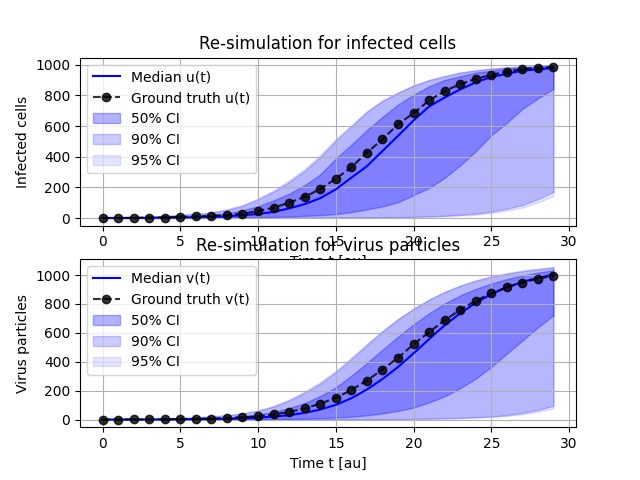 Re-simulation for infected cells
1000
800
600
400
200
0
Infected cells
Median u(t)
Ground truth u(t)
50% CI
90% CI
95% CI
0 5 10 15 20 25 30
Time t [au]
Re-simulation for virus particles
1000
800
600
400
200
0
Virus particles
Median v(t)
Ground truth v(t)
50% CI
90% CI
95% CI
0 5 10 15 20 25 30
Time t [au]